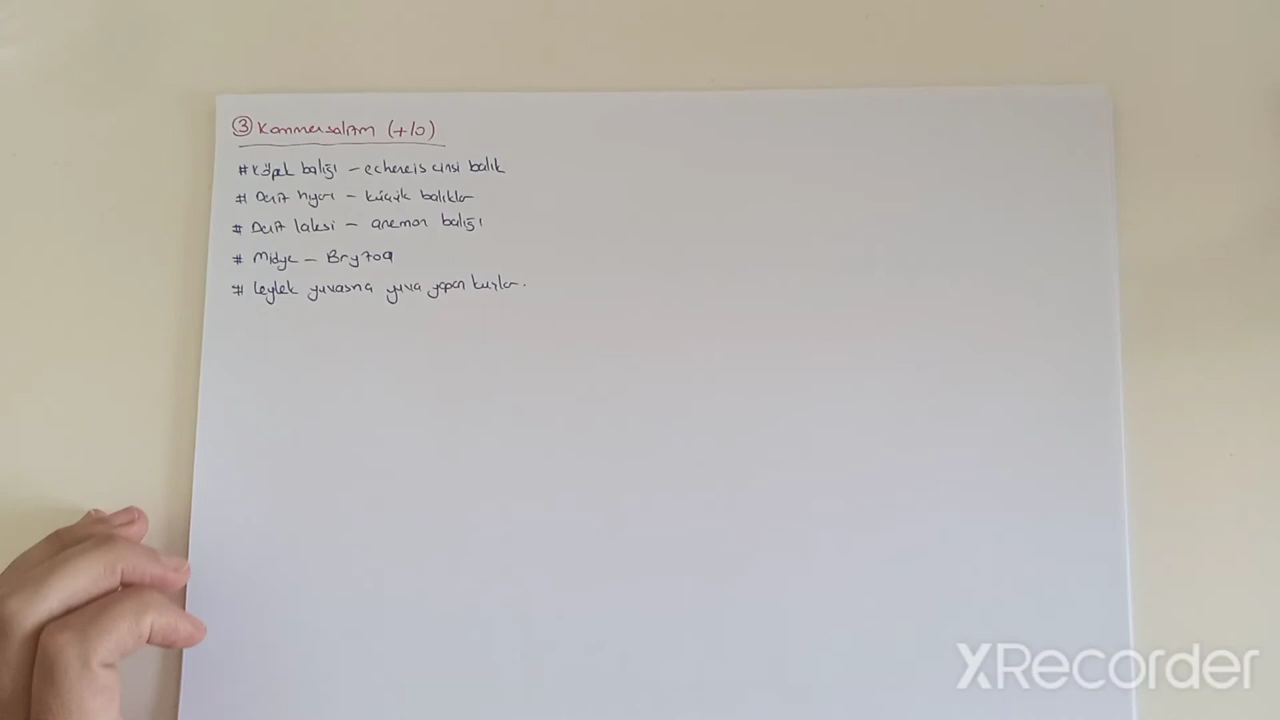 ③ Kommensalizm (+/0)
# Köpek balığı - echeneis cinsi balık
# Deniz hıyarı - küçük balıklar
# Deniz lalesi - anemon balığı
# Midye - Bryzoa
# leylek yuvasına yuva yapan kuşlar.
XRecorder